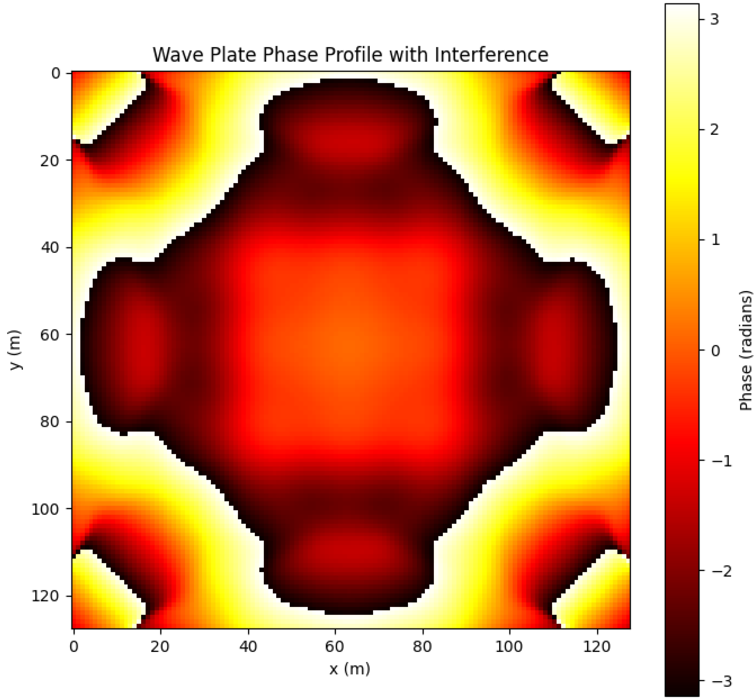 Wave Plate Phase Profile with Interference
0
20
40
60
80
100
120
y (m)
0 20 40 60 80 100 120
x (m)
3
2
1
0
−1
−2
−3
Phase (radians)